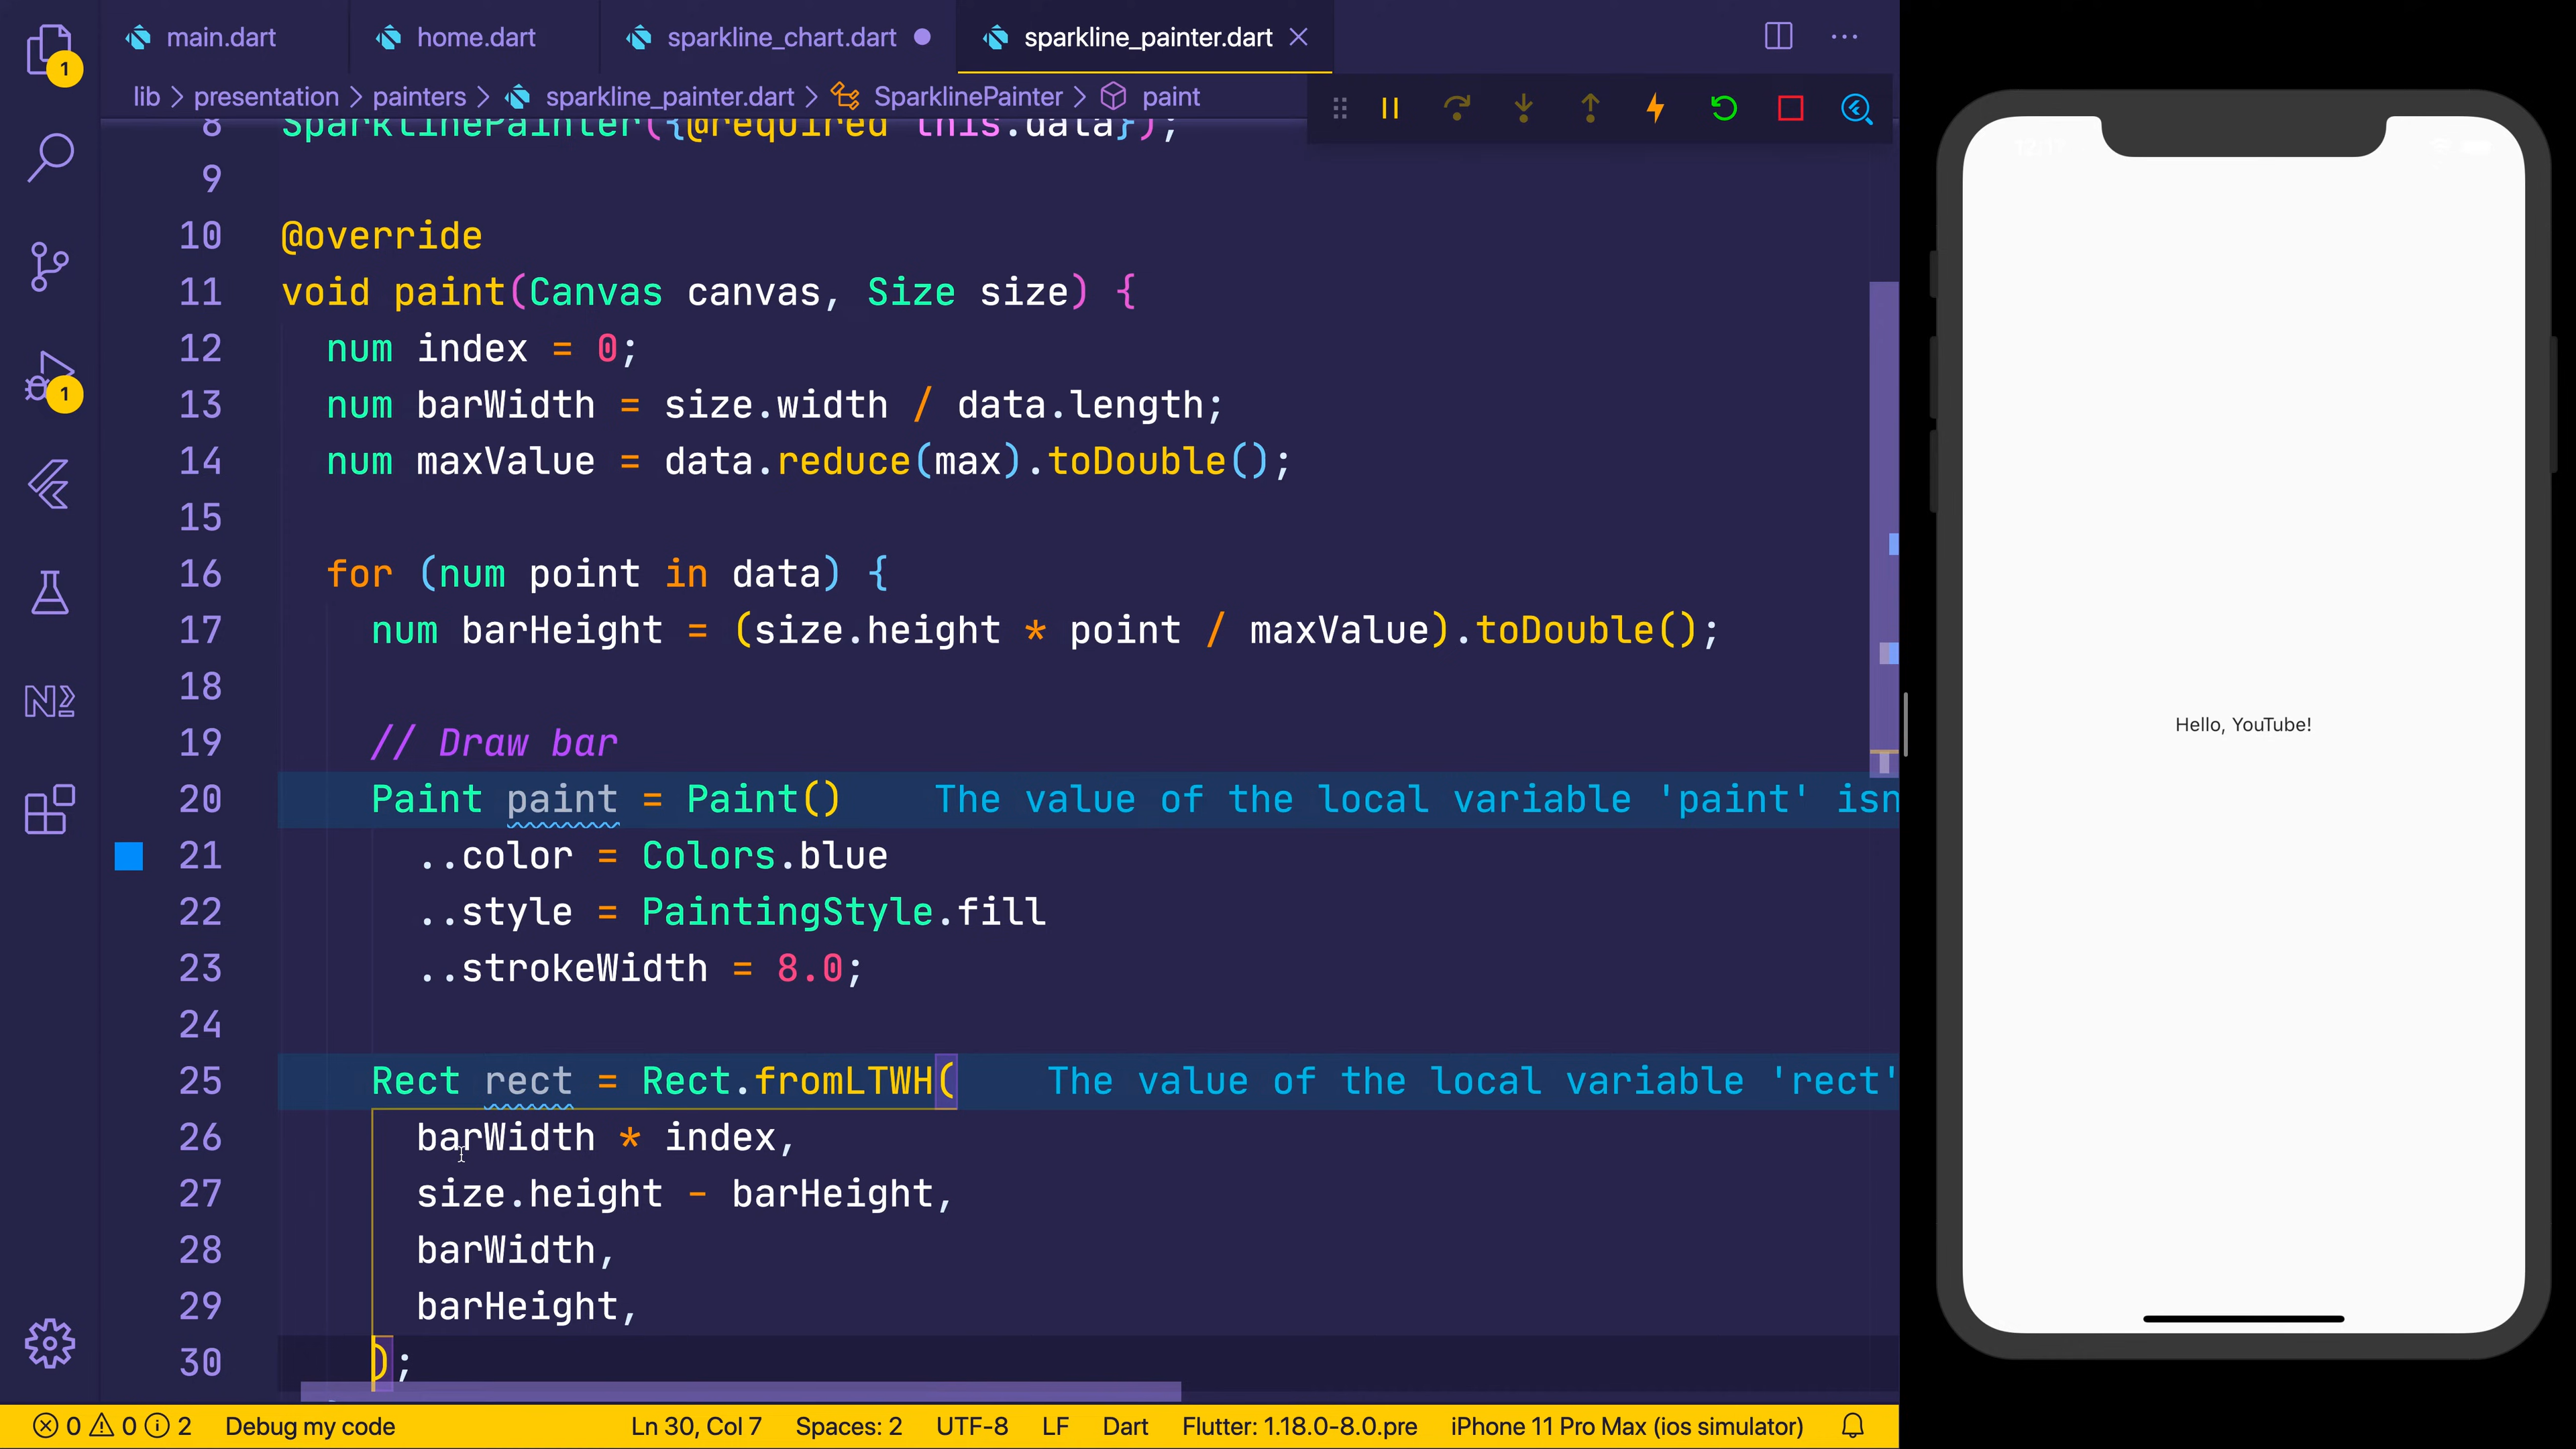 main.dart
home.dart
sparkline_chart.dart
sparkline_painter.dart
1
lib > presentation > painters > sparkline_painter.dart > SparklinePainter > paint
8 SparklinePainter({@required this.data});
9
10 @override
11 void paint(Canvas canvas, Size size) {
12 num index = 0;
13 num barWidth = size.width / data.length;
14 num maxValue = data.reduce(max).toDouble();
15
16 for (num point in data) {
17 num barHeight = (size.height * point / maxValue).toDouble();
18
19 // Draw bar
20 Paint paint = Paint() The value of the local variable 'paint' isn
21 ..color = Colors.blue
22 ..style = PaintingStyle.fill
23 ..strokeWidth = 8.0;
24
25 Rect rect = Rect.fromLTWH( The value of the local variable 'rect'
26 barWidth * index,
27 size.height - barHeight,
28 barWidth,
29 barHeight,
30 );
1
0 0 2 Debug my code Ln 30, Col 7 Spaces: 2 UTF-8 LF Dart Flutter: 1.18.0-8.0.pre iPhone 11 Pro Max (ios simulator)
Hello, YouTube!